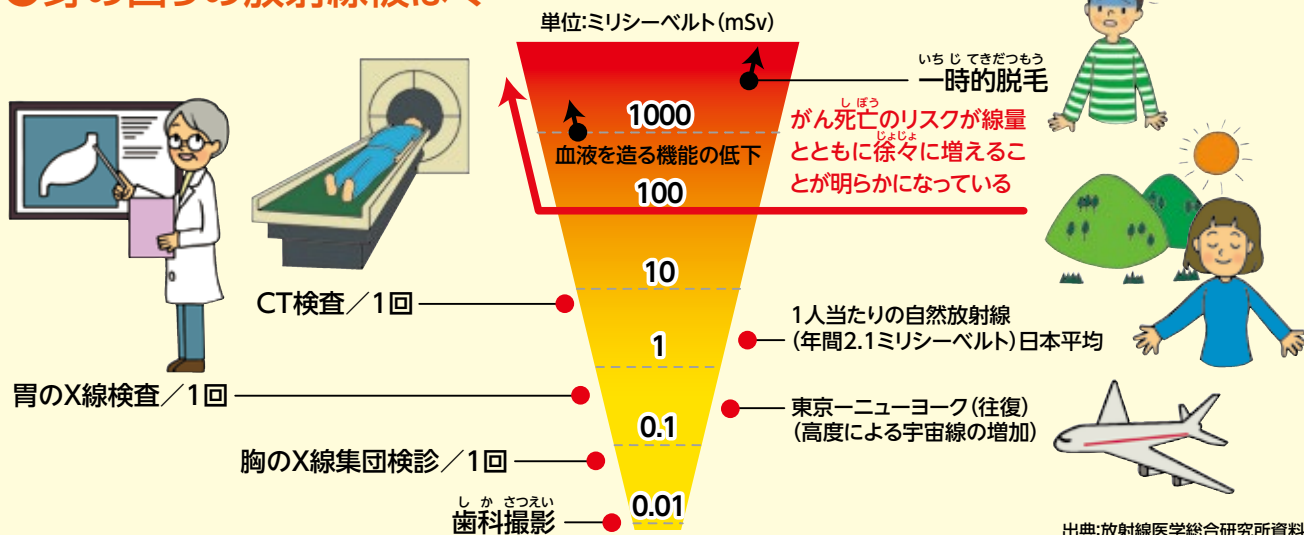 単位:ミリシーベルト(mSv)
いちじてきだつもう
一時的脱毛
1000
がん死亡のリスクが線量
しぼう
とともに徐々に増えるこ
じょじょ
とが明らかになっている
血液を造る機能の低下
100
10
CT検査/1回
1
1人当たりの自然放射線
(年間2.1ミリシーベルト)日本平均
胃のX線検査/1回
東京ーニューヨーク(往復)
(高度による宇宙線の増加)
0.1
胸のX線集団検診/1回
0.01
しかさつえい
歯科撮影